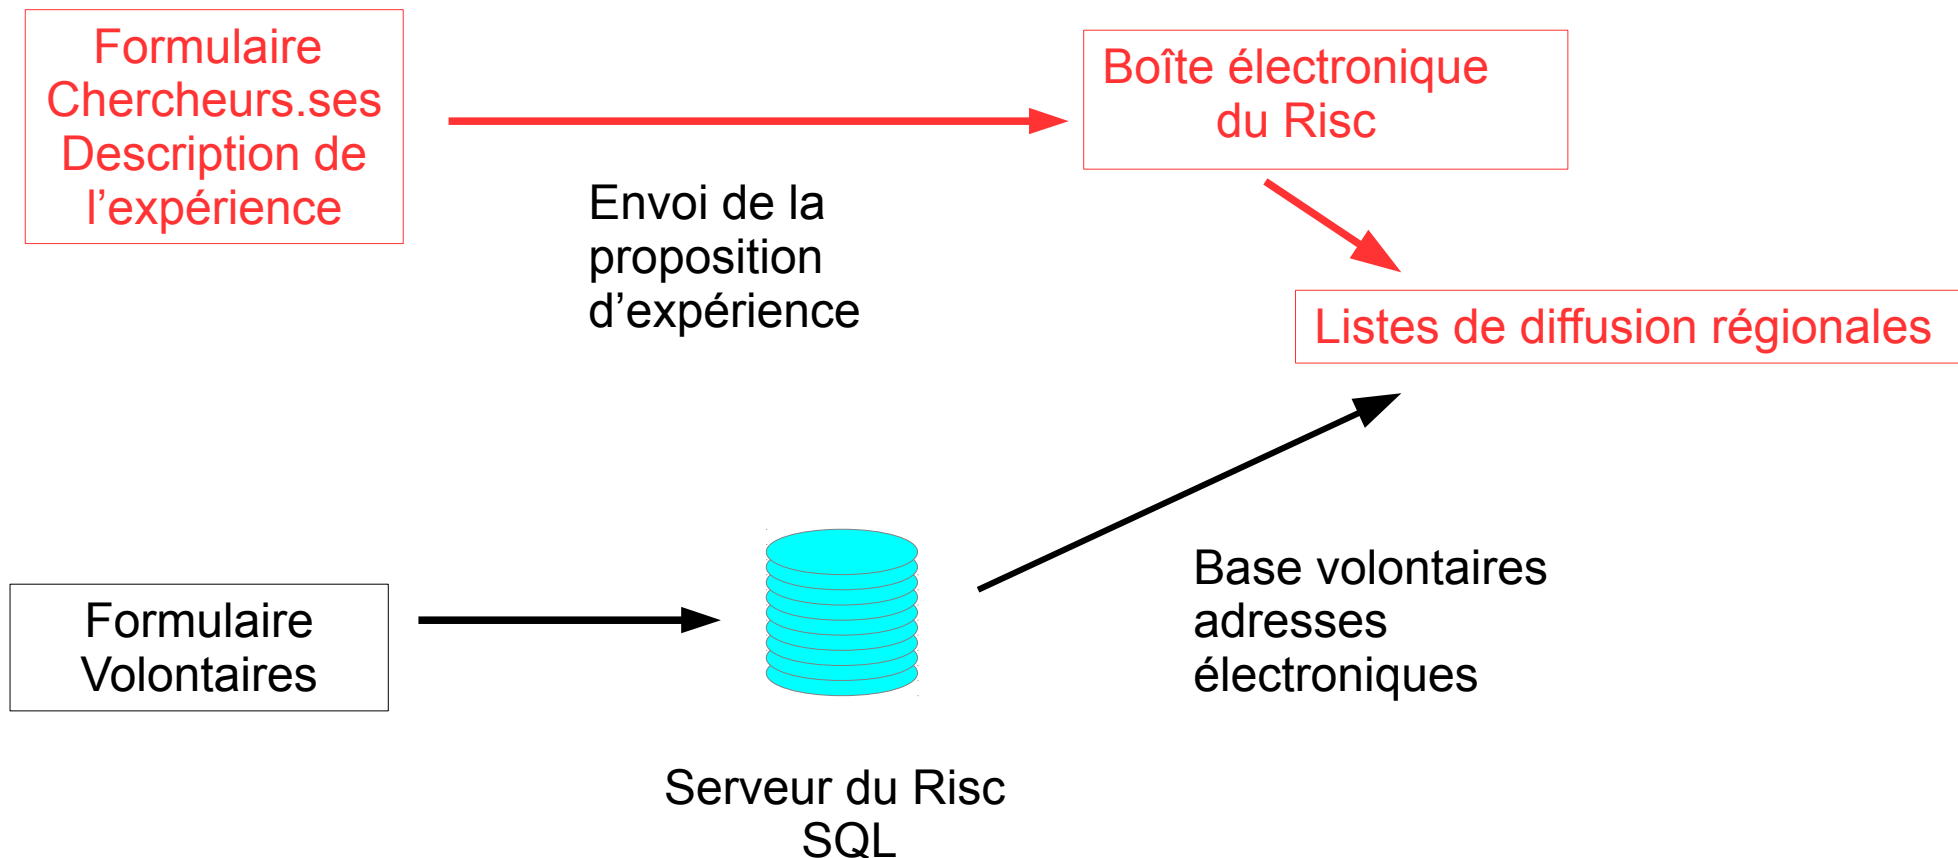 Formulaire
Chercheurs.ses
Description de
l’expérience
Boîte électronique
du Risc
Envoi de la
proposition
d’expérience
Listes de diffusion régionales
Formulaire
Volontaires
Base volontaires
adresses
électroniques
Serveur du Risc
SQL